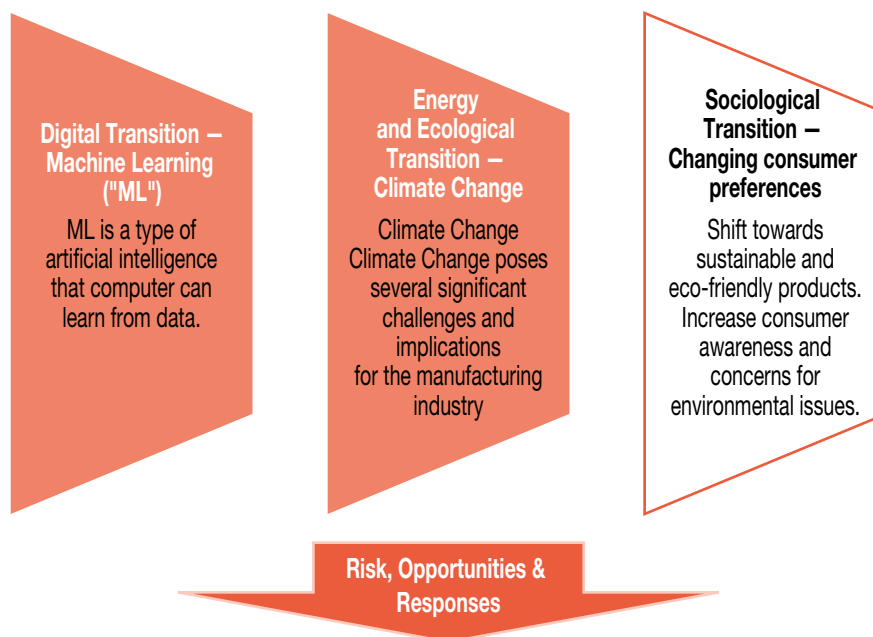 Digital Transition —
Machine Learning
("ML")
ML is a type of
artificial intelligence
that computer can
learn from data.
Energy
and Ecological
Transition —
Climate Change
Climate Change
Climate Change poses
several significant
challenges and
implications
for the manufacturing
industry
Sociological
Transition —
Changing consumer
preferences
Shift towards
sustainable and
eco-friendly products.
Increase consumer
awareness and
concerns for
environmental issues.
Risk, Opportunities &
Responses